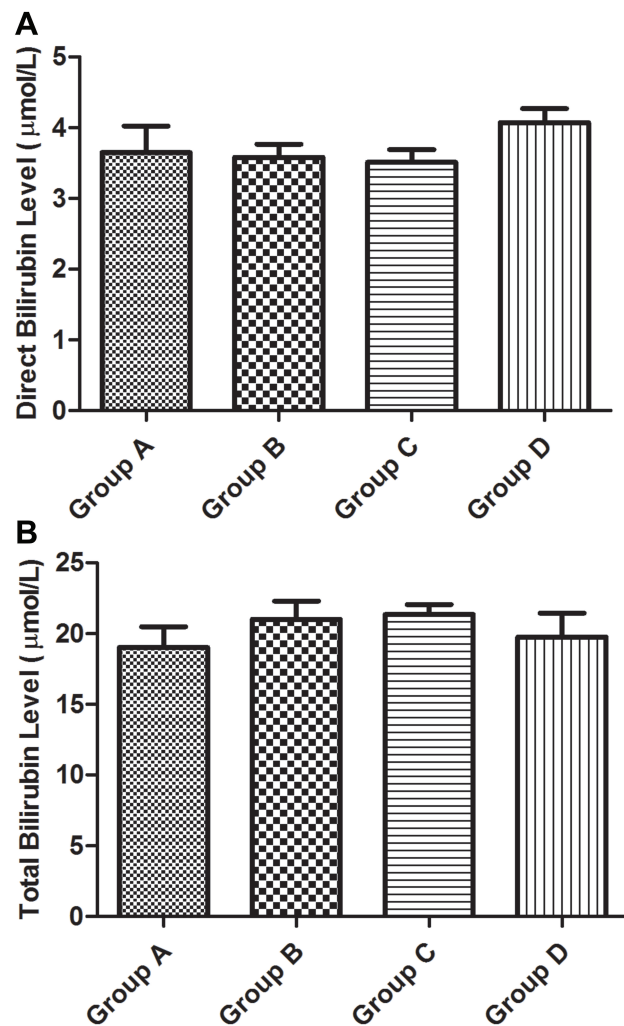 A
Direct Bilirubin Level ( μmol/L)
5
4
3
2
1
0
Group A
Group B
Group C
Group D
B
Total Bilirubin Level ( μmol/L)
25
20
15
10
5
0
Group A
Group B
Group C
Group D